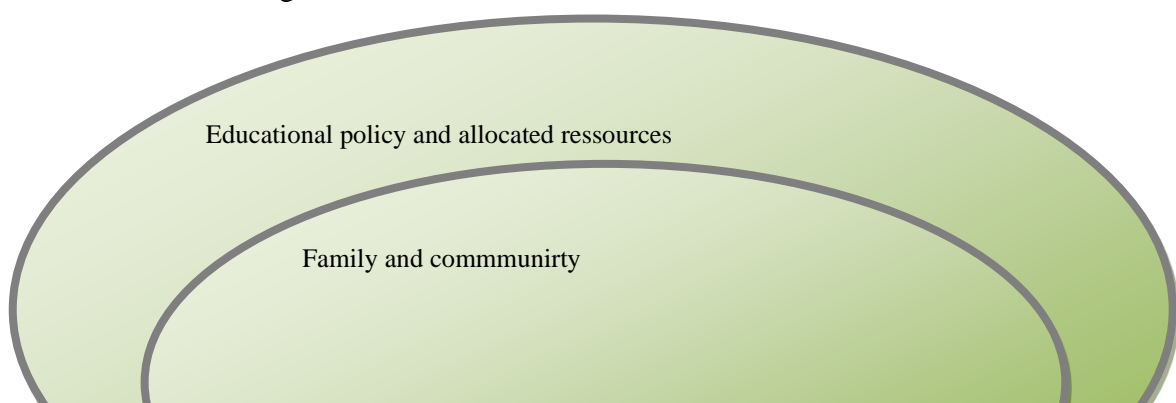 Educational policy and allocated ressources
Family and commmunirty